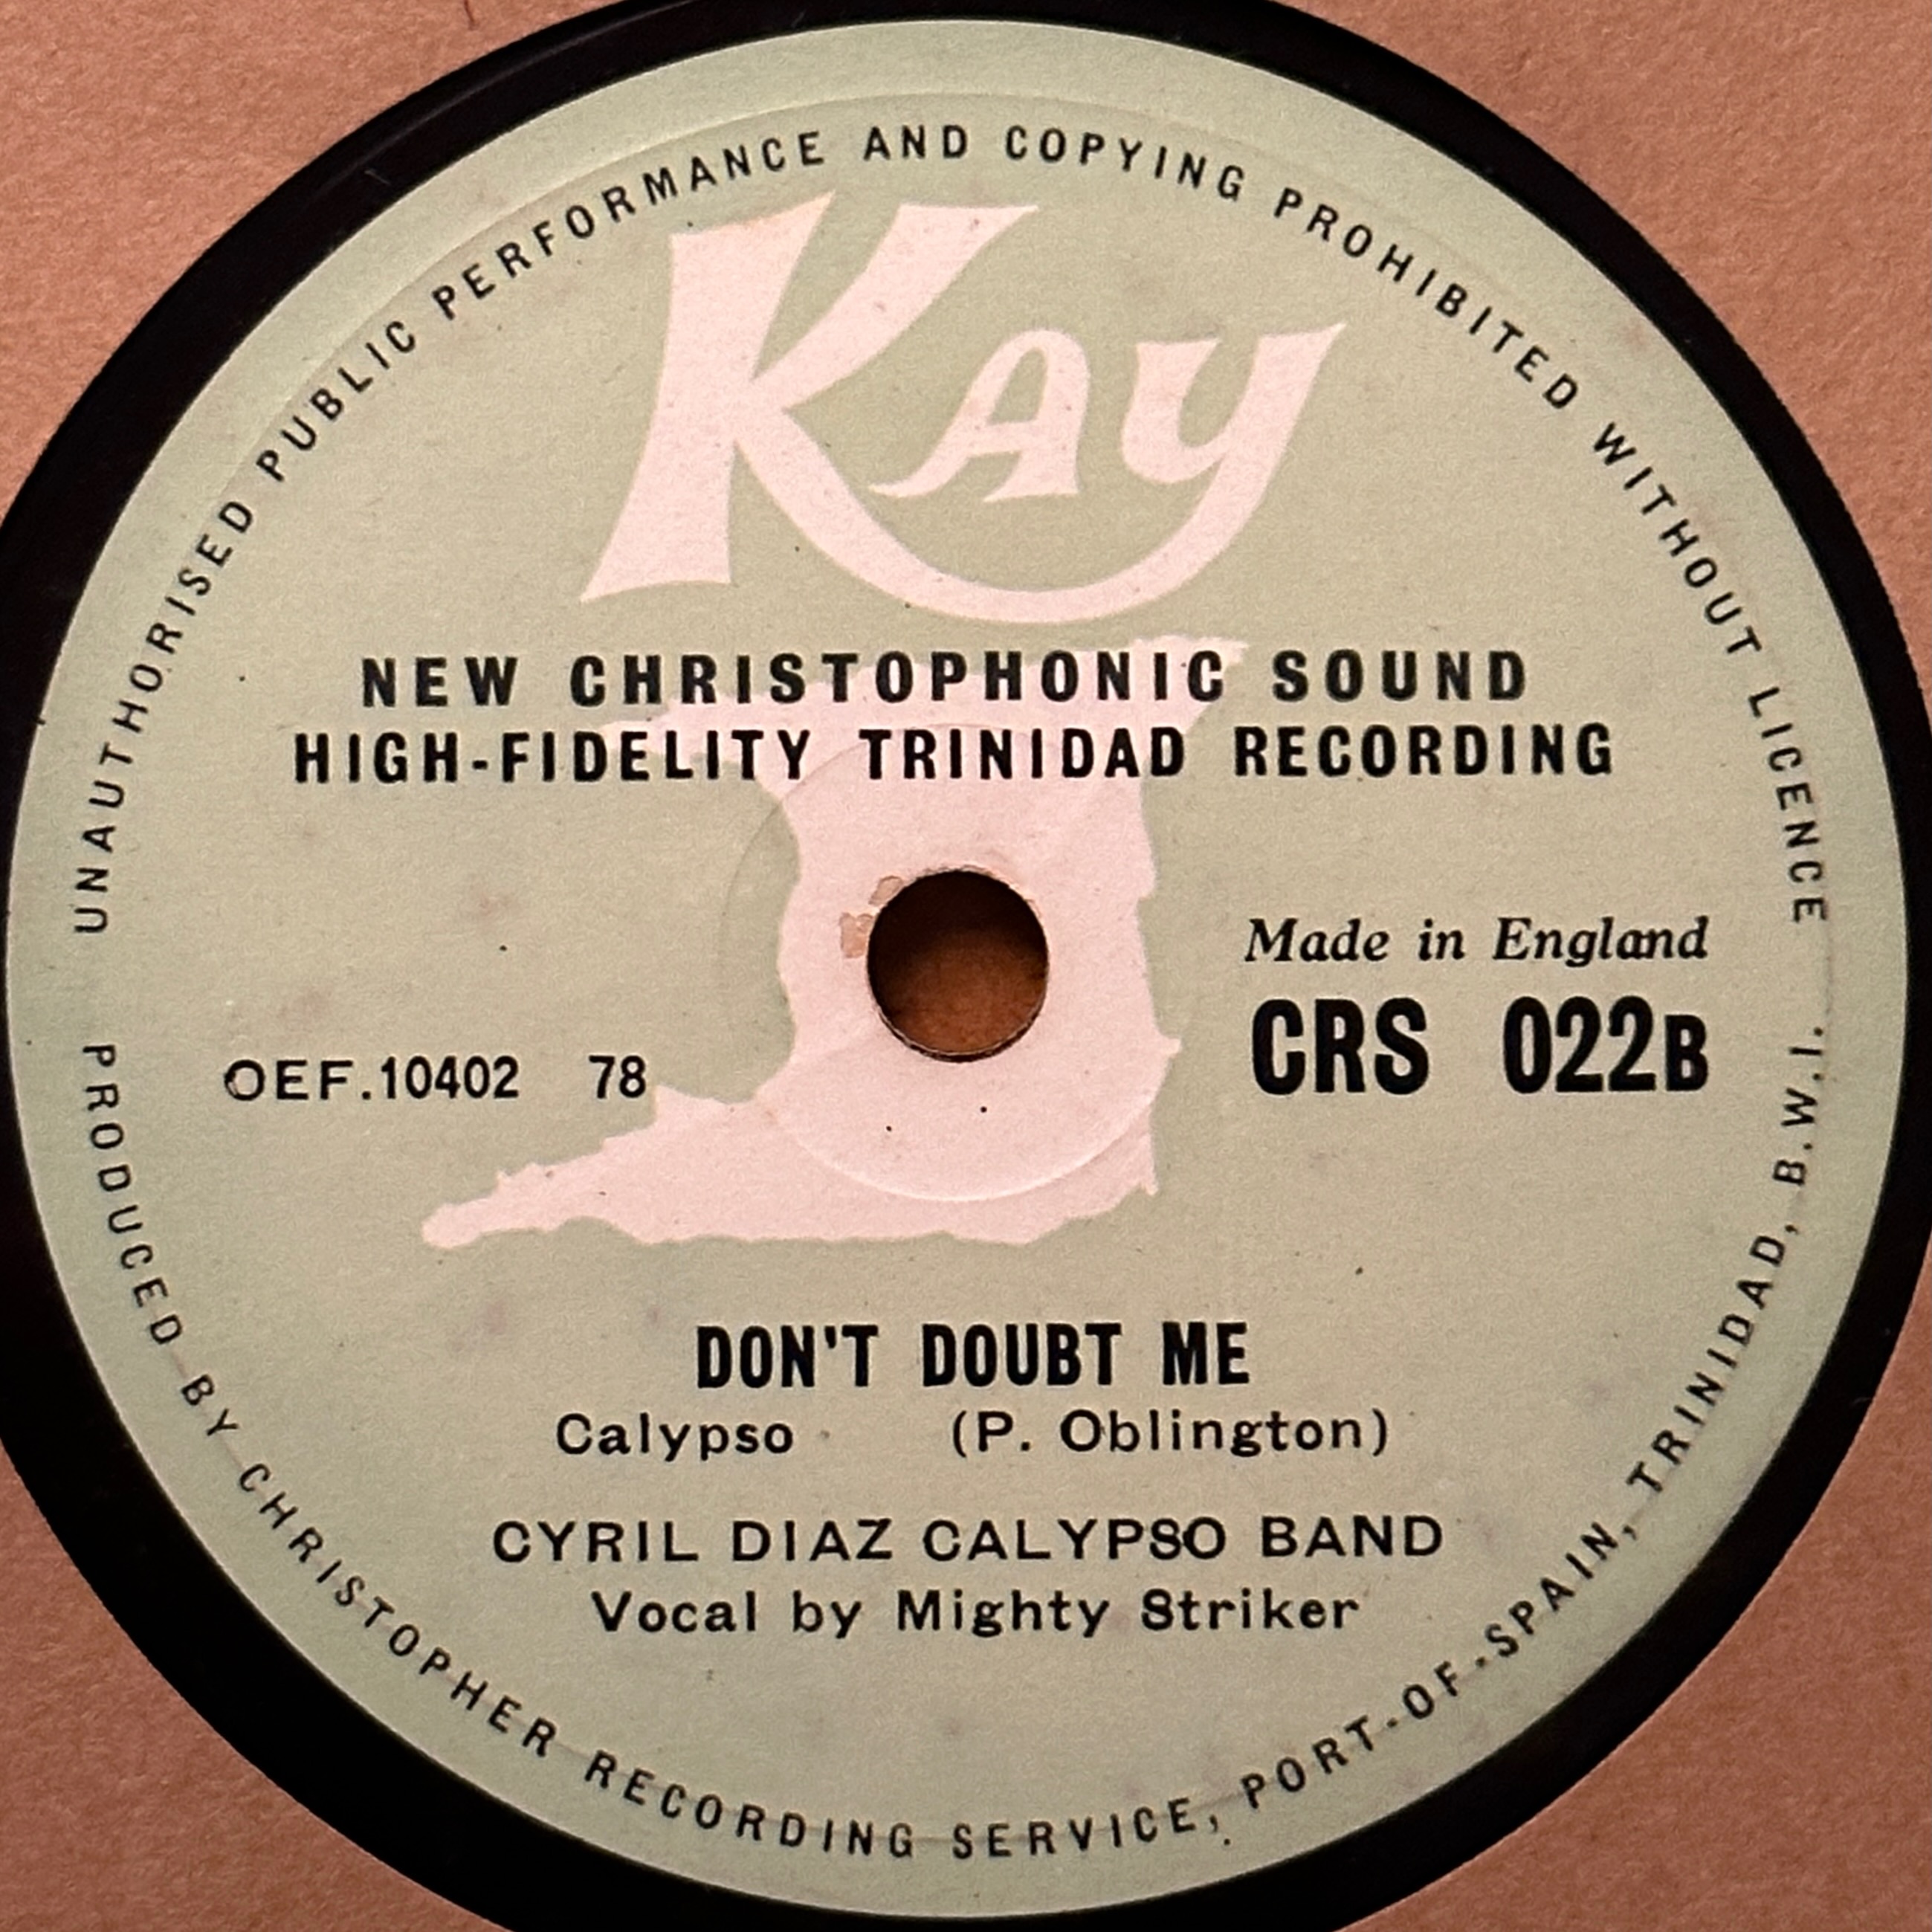 UNAUTHORISED PUBLIC PERFORMANCE AND COPYING PROHIBITED WITHOUT LICENCE
KAY
NEW CHRISTOPHONIC SOUND
HIGH-FIDELITY TRINIDAD RECORDING
Made in England
CRS 022B
OEF.10402 78
DON'T DOUBT ME
Calypso (P. Oblington)
CYRIL DIAZ CALYPSO BAND
Vocal by Mighty Striker
PRODUCED BY CHRISTOPHER RECORDING SERVICE, PORT-OF-SPAIN, TRINIDAD, B.W.I.